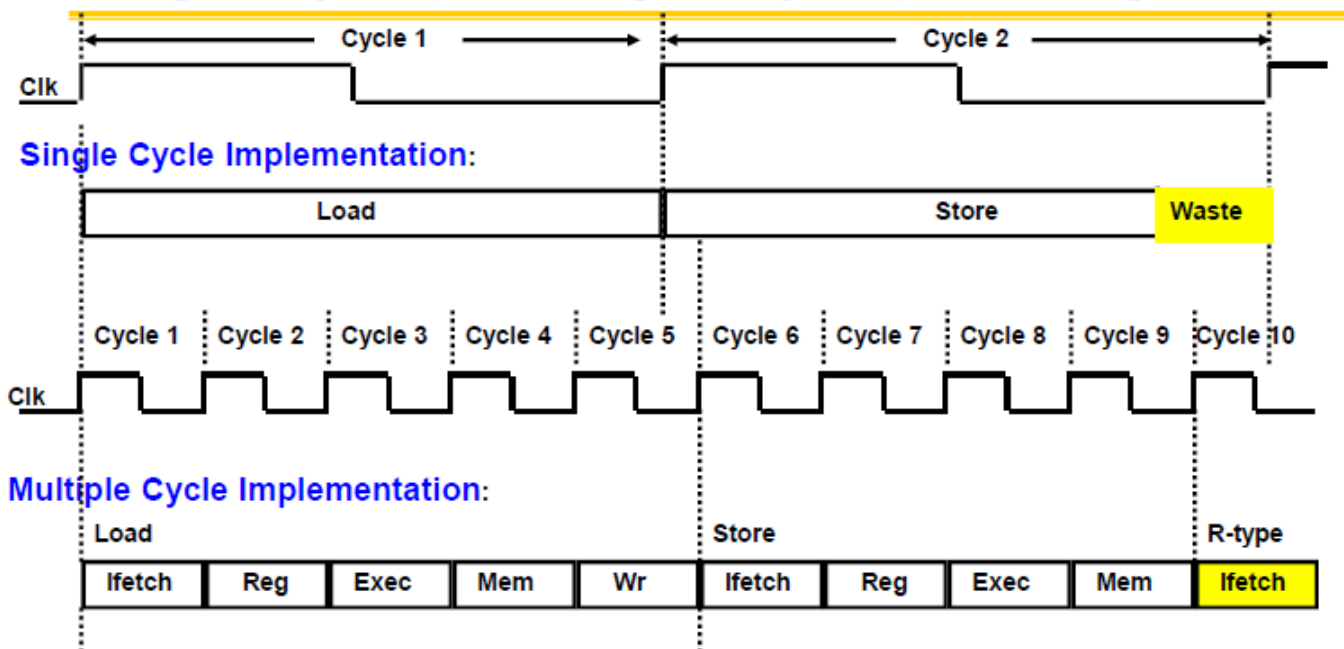 Cycle 1 Cycle 2
Clk
Single Cycle Implementation:
Load Store Waste
Cycle 1 Cycle 2 Cycle 3 Cycle 4 Cycle 5 Cycle 6 Cycle 7 Cycle 8 Cycle 9 Cycle 10
Clk
Multiple Cycle Implementation:
Load Store R-type
Ifetch Reg Exec Mem Wr Ifetch Reg Exec Mem Ifetch